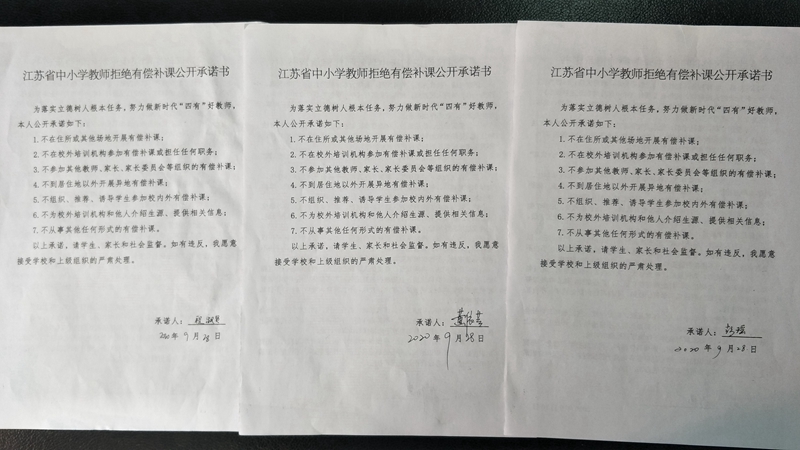 江苏省中小学教师拒绝有偿补课公开承诺书
为落实立德树人根本任务，努力做新时代“四有”好教师，
本人公开承诺如下：
1.不在住所或其他场地开展有偿补课；
2.不在校外培训机构参加有偿补课或担任任何职务；
3.不参加其他教师、家长、家长委员会等组织的有偿补课；
4.不到居住地以外开展异地有偿补课；
5.不组织、推荐、诱导学生参加校内外有偿补课；
6.不为校外培训机构和他人介绍生源、提供相关信息；
7.不从事其他任何形式的有偿补课。
以上承诺，请学生、家长和社会监督。如有违反，我愿意
接受学校和上级组织的严肃处理。
承诺人：
年9月28日
江苏省中小学教师拒绝有偿补课公开承诺书
为落实立德树人根本任务，努力做新时代“四有”好教师，
本人公开承诺如下：
1.不在住所或其他场地开展有偿补课；
2.不在校外培训机构参加有偿补课或担任任何职务；
3.不参加其他教师、家长、家长委员会等组织的有偿补课；
4.不到居住地以外开展异地有偿补课；
5.不组织、推荐、诱导学生参加校内外有偿补课；
6.不为校外培训机构和他人介绍生源、提供相关信息；
7.不从事其他任何形式的有偿补课。
以上承诺，请学生、家长和社会监督。如有违反，我愿意
接受学校和上级组织的严肃处理。
承诺人：
2020年9月28日
江苏省中小学教师拒绝有偿补课公开承诺书
为落实立德树人根本任务，努力做新时代“四有”好教师，
本人公开承诺如下：
1.不在住所或其他场地开展有偿补课；
2.不在校外培训机构参加有偿补课或担任任何职务；
3.不参加其他教师、家长、家长委员会等组织的有偿补课；
4.不到居住地以外开展异地有偿补课；
5.不组织、推荐、诱导学生参加校内外有偿补课；
6.不为校外培训机构和他人介绍生源、提供相关信息；
7.不从事其他任何形式的有偿补课。
以上承诺，请学生、家长和社会监督。如有违反，我愿意
接受学校和上级组织的严肃处理。
承诺人：
2020年9月28日